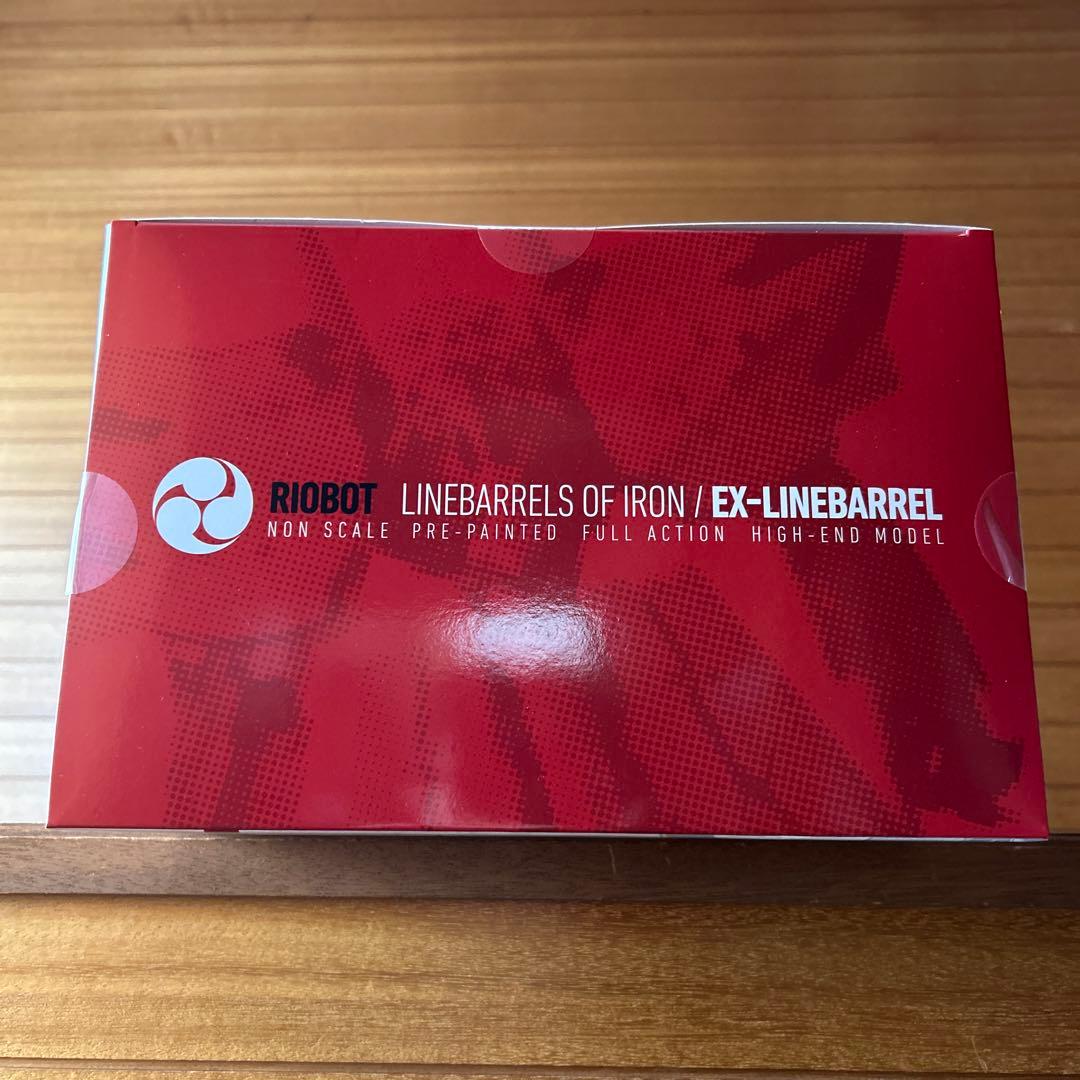 RIOBOT LINEBARRELS OF IRON / EX-LINEBARREL
NON SCALE PRE-PAINTED FULL ACTION HIGH-END MODEL